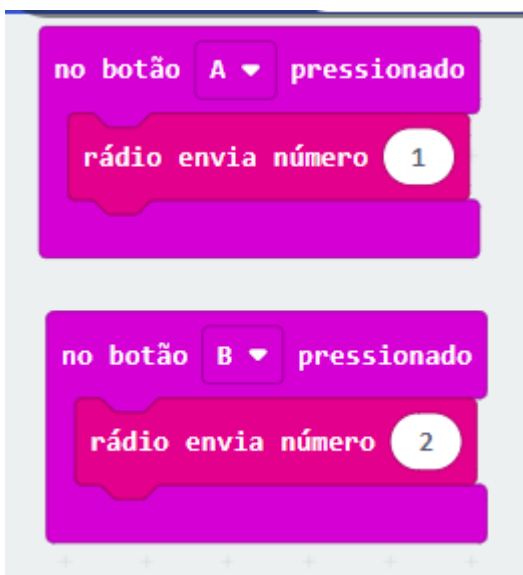 no botão A pressionado
rádio envia número 1
no botão B pressionado
rádio envia número 2